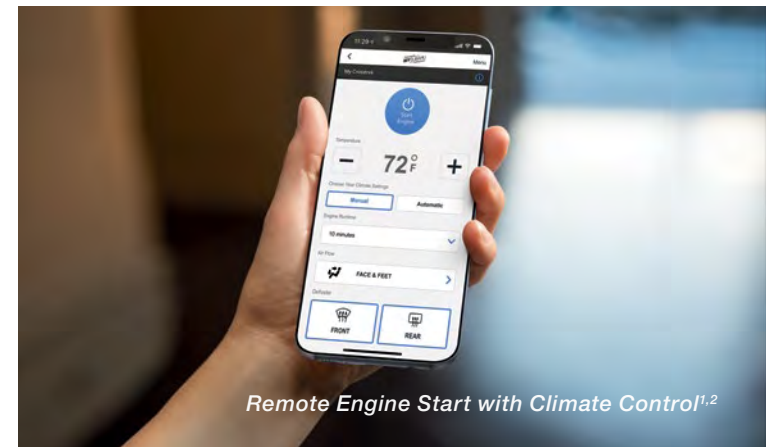 11:29
Menu
My Crosstrek
Start
Engine
Temperature
72°F
Choose Your Climate Settings
Manual
Automatic
Engine Runtime
10 minutes
Air Flow
FACE & FEET
Defroster
FRONT
REAR
Remote Engine Start with Climate Control1,2